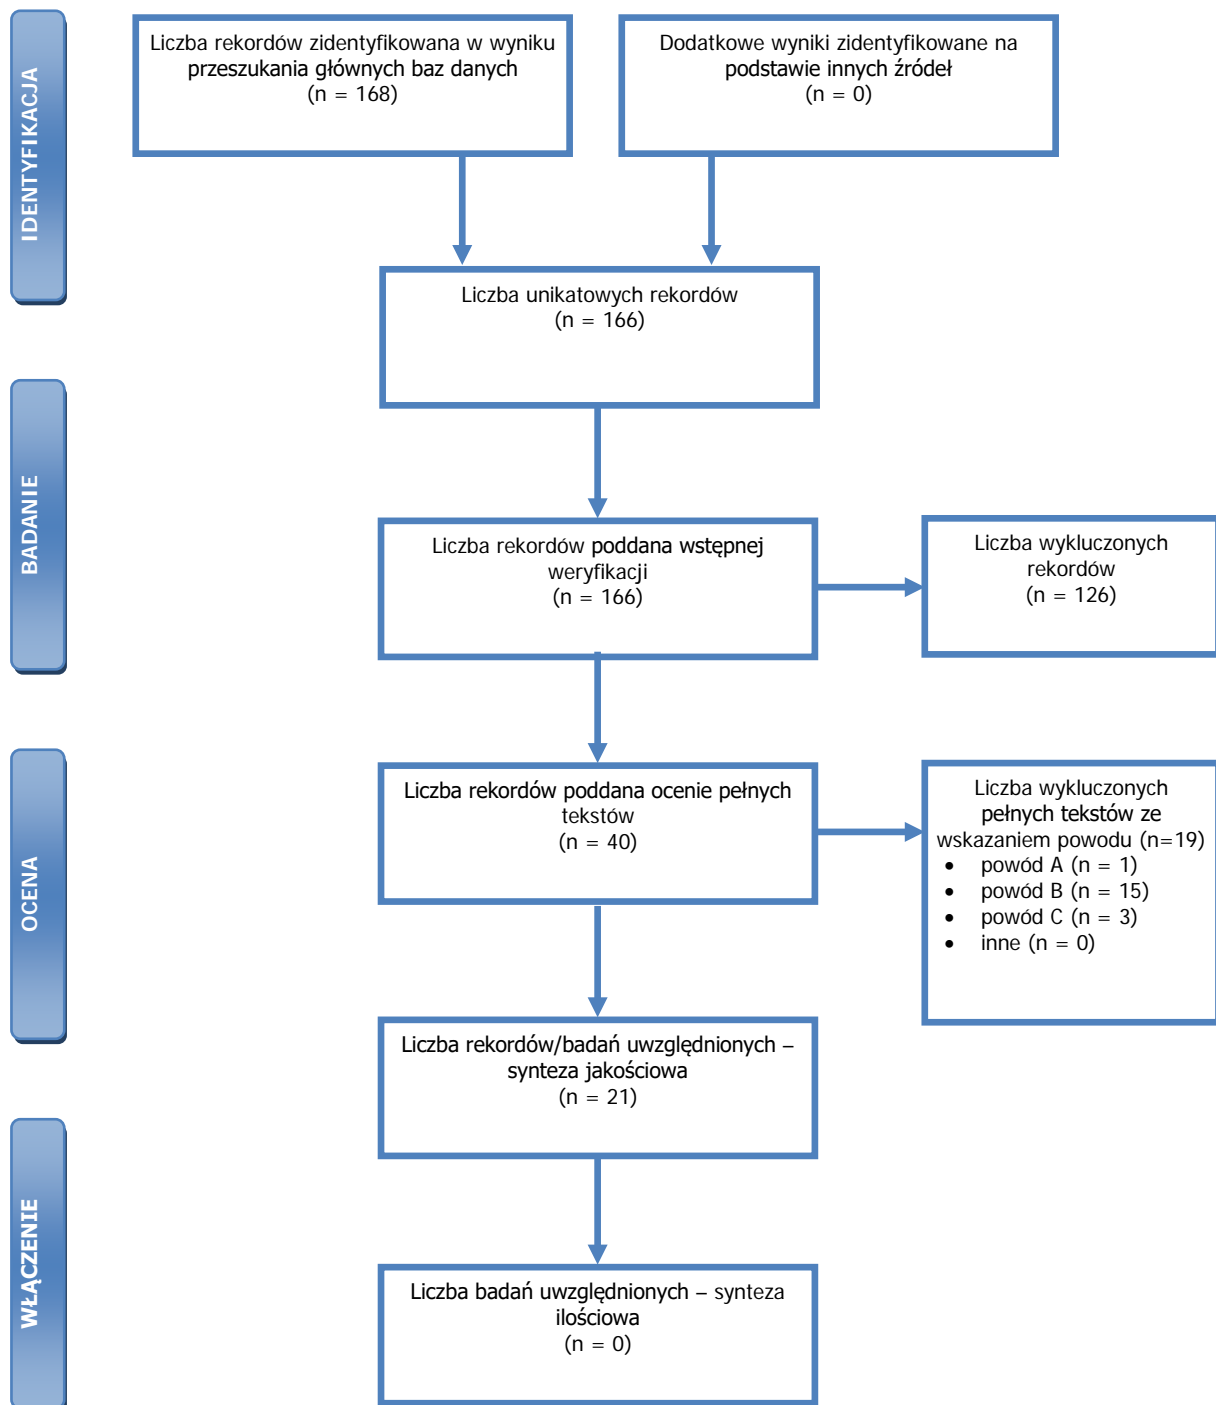 IDENTYFIKACJA
Liczba rekordów zidentyfikowana w wyniku
przeszukania głównych baz danych
(n = 168)
Dodatkowe wyniki zidentyfikowane na
podstawie innych źródeł
(n = 0)
Liczba unikatowych rekordów
(n = 166)
BADANIE
Liczba rekordów poddana wstępnej
weryfikacji
(n = 166)
Liczba wykluczonych
rekordów
(n = 126)
OCENA
Liczba rekordów poddana ocenie pełnych
tekstów
(n = 40)
Liczba wykluczonych
pełnych tekstów ze
wskazaniem powodu (n=19)
• powód A (n = 1)
• powód B (n = 15)
• powód C (n = 3)
• inne (n = 0)
Liczba rekordów/badań uwzględnionych –
synteza jakościowa
(n = 21)
WŁĄCZENIE
Liczba badań uwzględnionych – synteza
ilościowa
(n = 0)